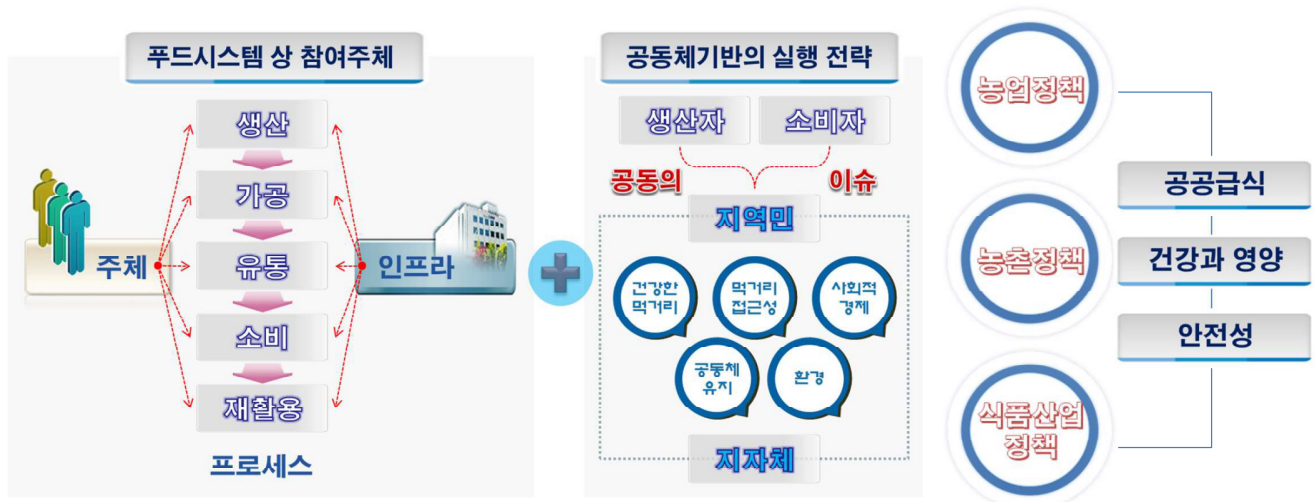 푸드시스템 상 참여주체
생산
가공
유통
소비
재활용
주체
인프라
프로세스
공동체기반의 실행 전략
생산자
소비자
공동의
이슈
지역민
건강한
먹거리
먹거리
접근성
사회적
경제
공동체
유지
환경
지자체
농업정책
농촌정책
식품산업
정책
공공급식
건강과 영양
안전성